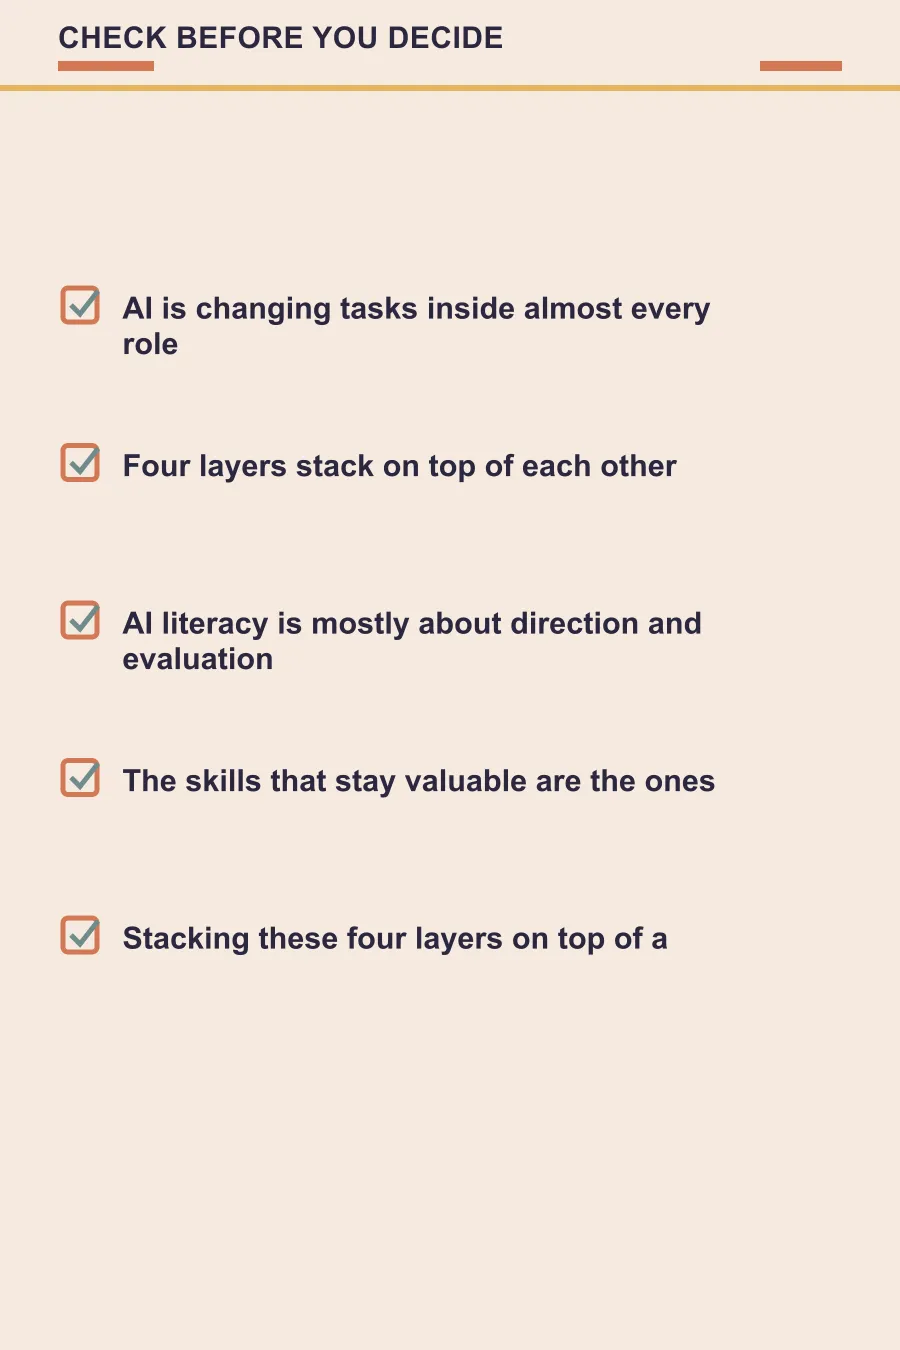 CHECK BEFORE YOU DECIDE
AI is changing tasks inside almost every
role
Four layers stack on top of each other
AI literacy is mostly about direction and
evaluation
The skills that stay valuable are the ones
Stacking these four layers on top of a